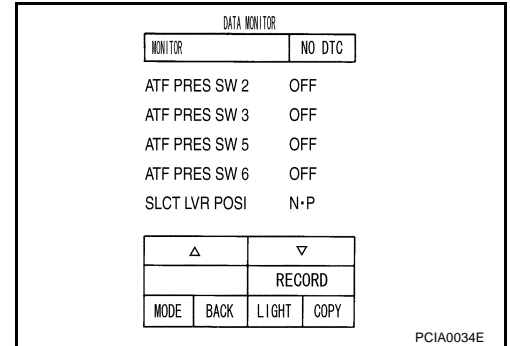 DATA MONITOR
MONITOR NO DTC
ATF PRES SW 2 OFF
ATF PRES SW 3 OFF
ATF PRES SW 5 OFF
ATF PRES SW 6 OFF
SLCT LVR POSI N·P
△ ▽
RECORD
MODE BACK LIGHT COPY
PCIA0034E